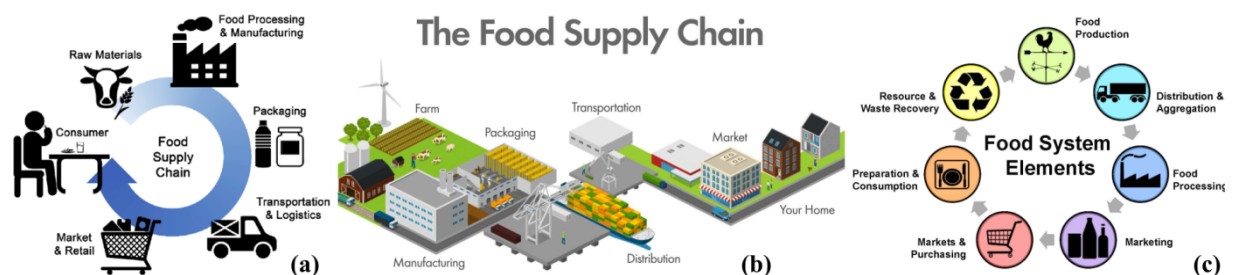 Food Processing
& Manufacturing
Raw Materials
Packaging
Consumer
Food
Supply
Chain
Transportation
& Logistics
Market
& Retail
(a)
The Food Supply Chain
Farm
Packaging
Transportation
Market
Your Home
Manufacturing
Distribution
(b)
Food
Production
Resource &
Waste Recovery
Distribution &
Aggregation
Food System
Elements
Preparation &
Consumption
Food
Processing
Markets &
Purchasing
Marketing
(c)